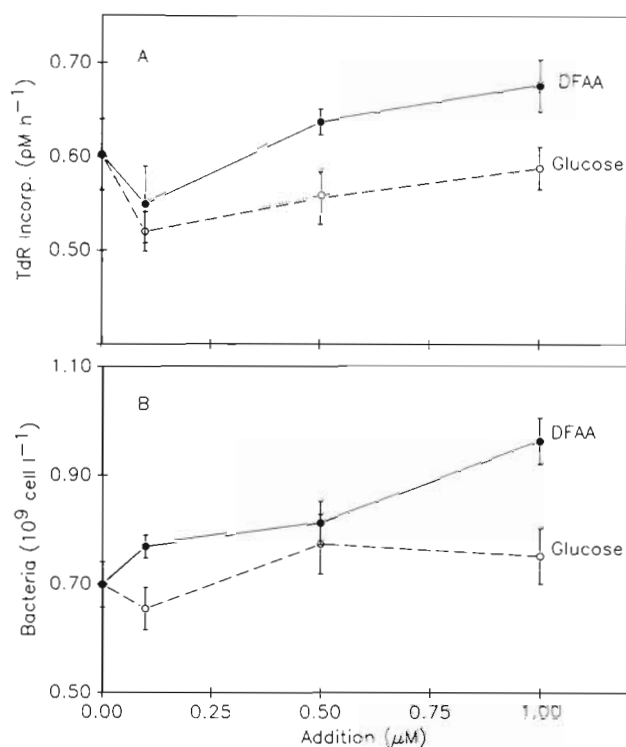 A
0.70
DFAA
TdR Incorp. (pM h⁻¹)
0.60
Glucose
0.50
1.10
B
DFAA
0.90
Bacteria (10⁹ cell l⁻¹)
0.70
Glucose
0.50
0.00 0.25 0.50 0.75 1.00
Addition (μM)